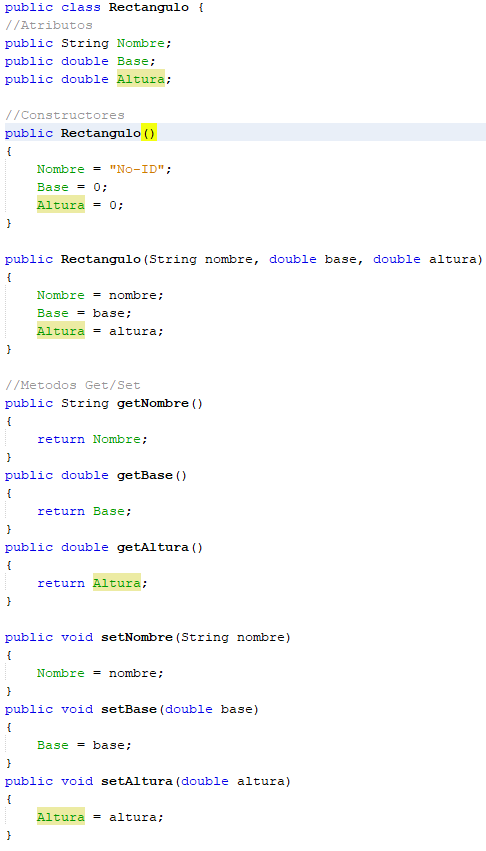 public class Rectangulo {
//Atributos
public String Nombre;
public double Base;
public double Altura;
//Constructores
public Rectangulo()
{
Nombre = "No-ID";
Base = 0;
Altura = 0;
}
public Rectangulo(String nombre, double base, double altura)
{
Nombre = nombre;
Base = base;
Altura = altura;
}
//Metodos Get/Set
public String getNombre()
{
return Nombre;
}
public double getBase()
{
return Base;
}
public double getAltura()
{
return Altura;
}
public void setNombre(String nombre)
{
Nombre = nombre;
}
public void setBase(double base)
{
Base = base;
}
public void setAltura(double altura)
{
Altura = altura;
}